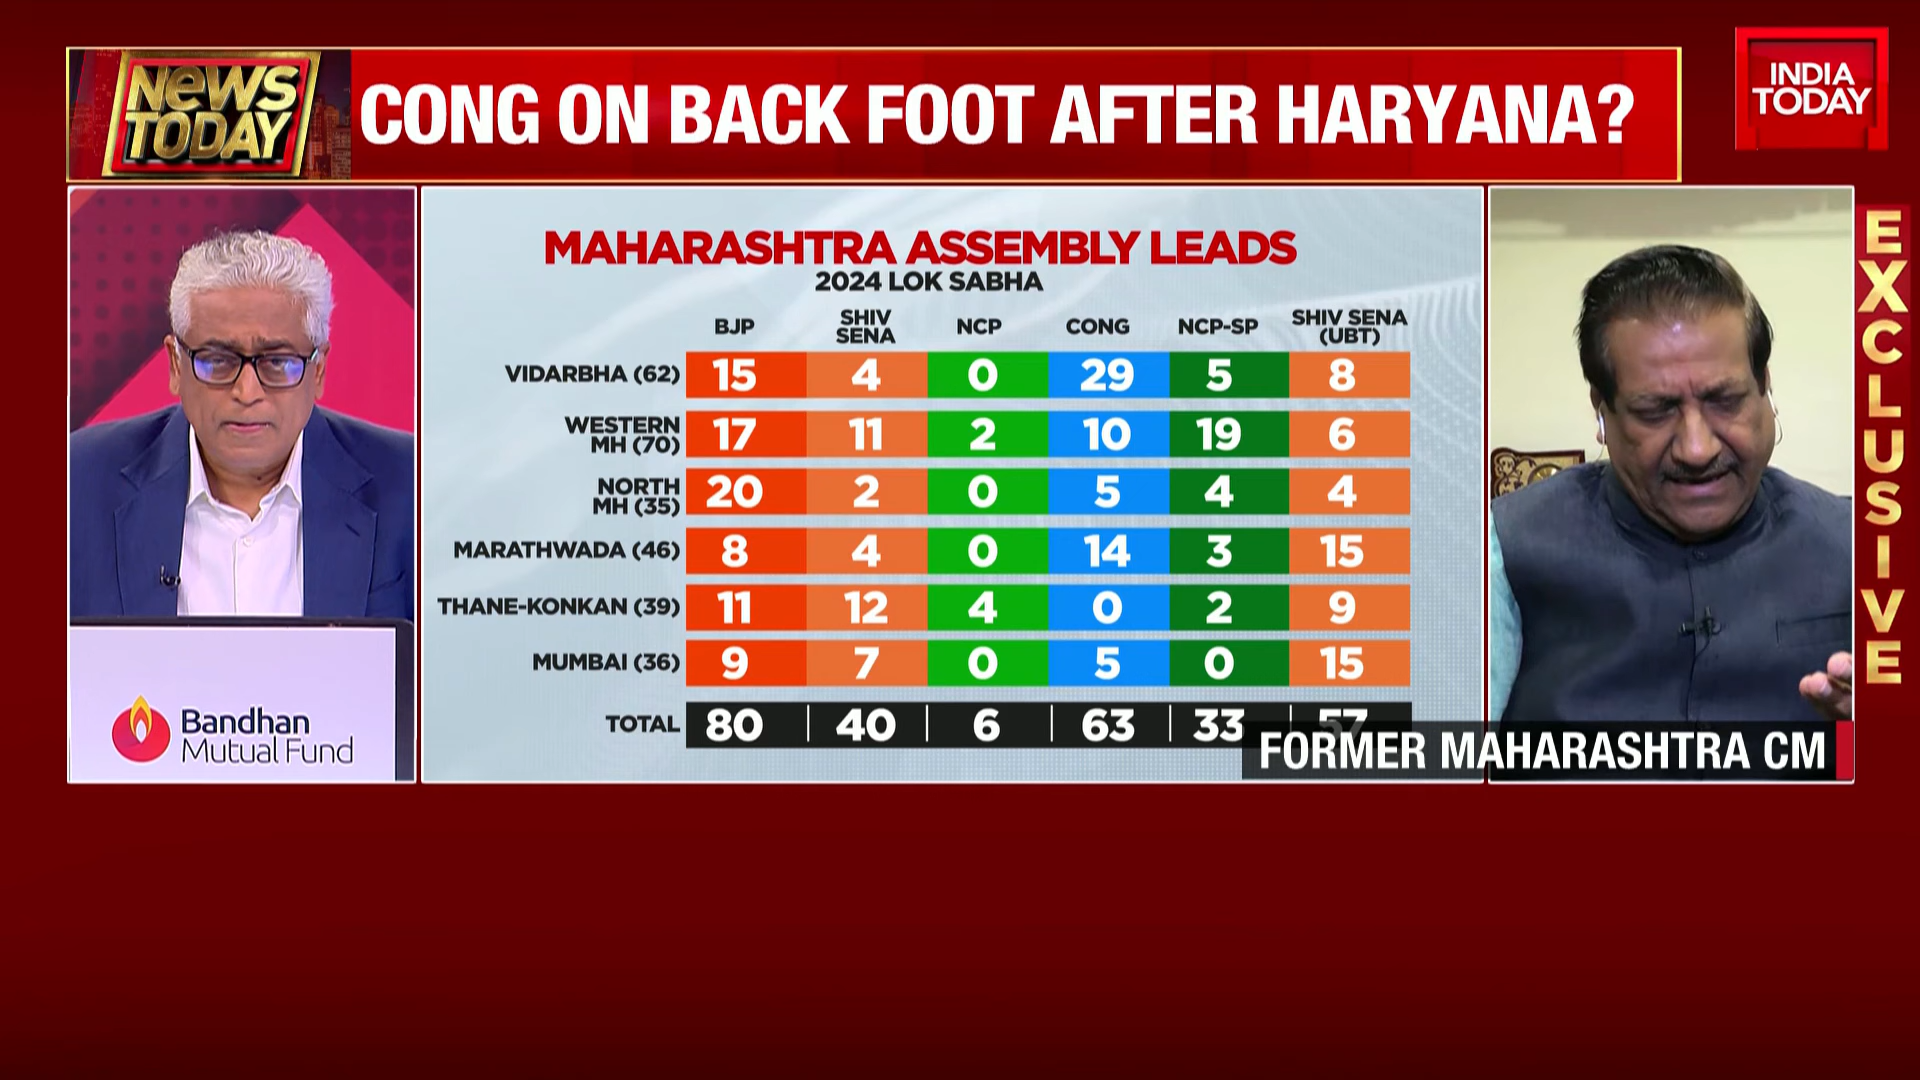 NEWS
TODAY
CONG ON BACK FOOT AFTER HARYANA?
INDIA
TODAY
EXCLUSIVE
MAHARASHTRA ASSEMBLY LEADS
2024 LOK SABHA
BJP SHIV SENA NCP CONG NCP-SP SHIV SENA (UBT)
VIDARBHA (62) 15 4 0 29 5 8
WESTERN MH (70) 17 11 2 10 19 6
NORTH MH (35) 20 2 0 5 4 4
MARATHWADA (46) 8 4 0 14 3 15
THANE-KONKAN (39) 11 12 4 0 2 9
MUMBAI (36) 9 7 0 5 0 15
TOTAL 80 40 6 63 33 57
FORMER MAHARASHTRA CM
Bandhan
Mutual Fund